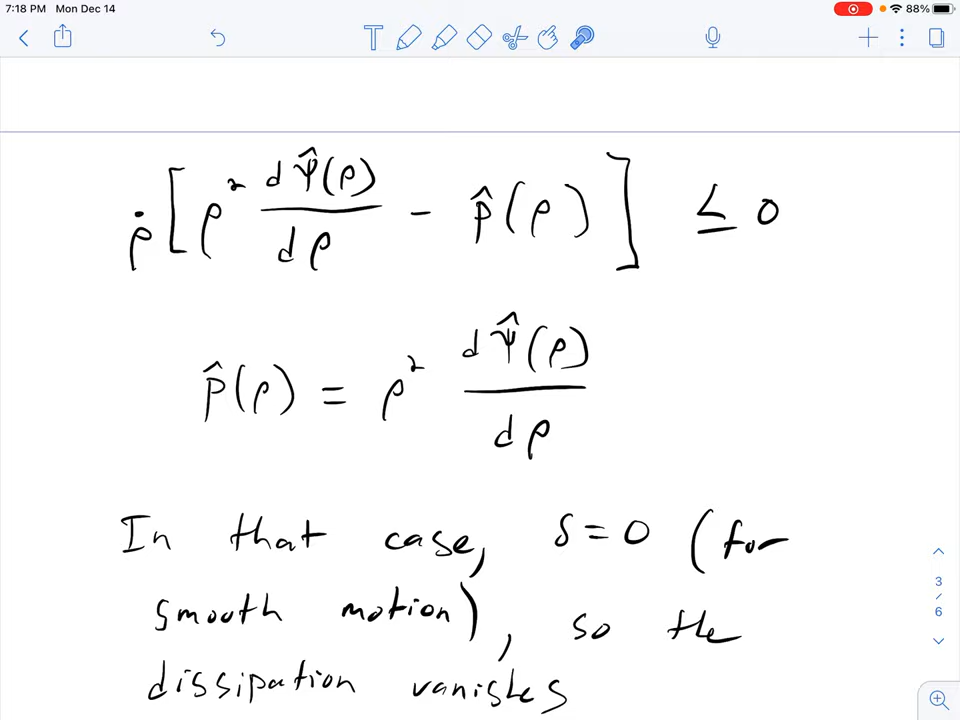 7:18 PM Mon Dec 14
88%
ρ̇ [ρ² dψ̂(ρ)/dρ − p̂(ρ)] ≤ 0
p̂(ρ) = ρ² dψ̂(ρ)/dρ
In that case, δ = 0 (for
smooth motion), so the
dissipation vanishes
3
/
6